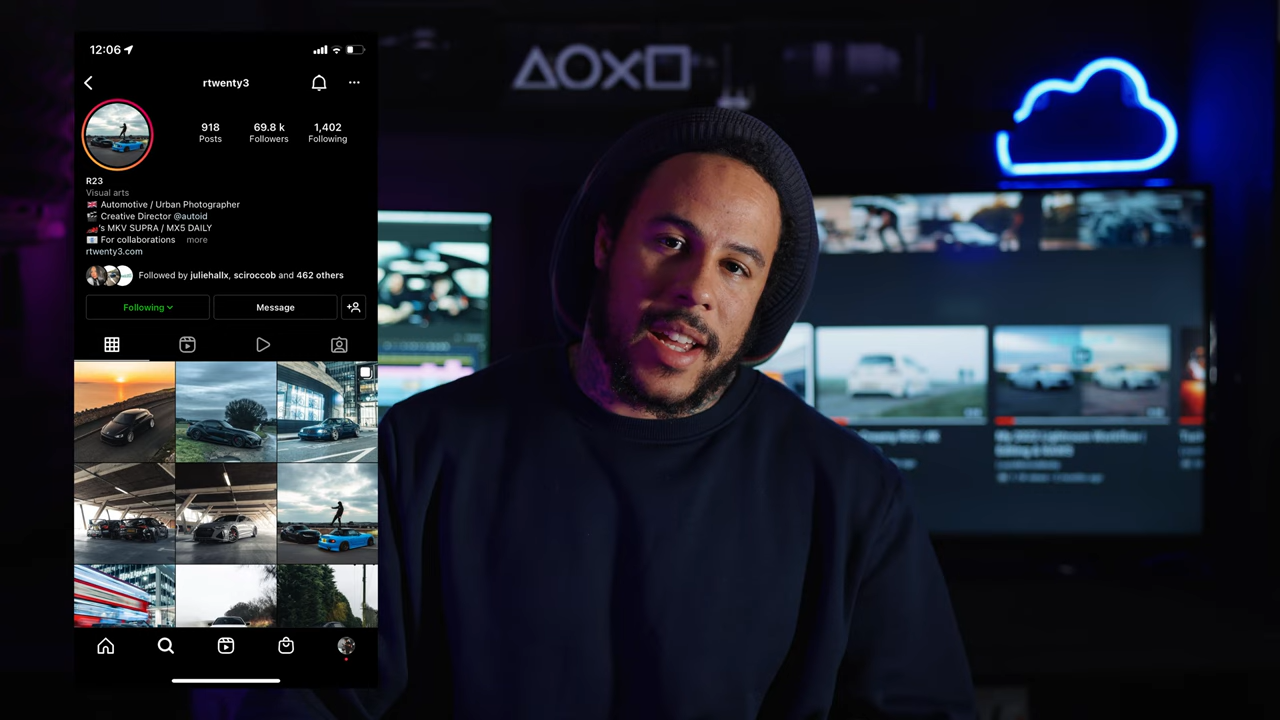 12:06
rtwenty3
918
69.8 k
1,402
Posts
Followers
Following
R23
Visual arts
🇬🇧 Automotive / Urban Photographer
🎬 Creative Director @autoid
🏎️'s MKV SUPRA / MX5 DAILY
📧 For collaborations more
rtwenty3.com
Followed by juliehallx, sciroccob and 462 others
Following
Message